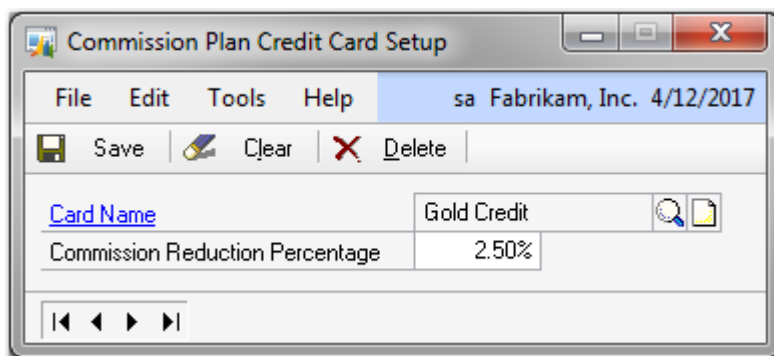 Commission Plan Credit Card Setup
File Edit Tools Help sa Fabrikam, Inc. 4/12/2017
Save Clear Delete
Card Name Gold Credit
Commission Reduction Percentage 2.50%